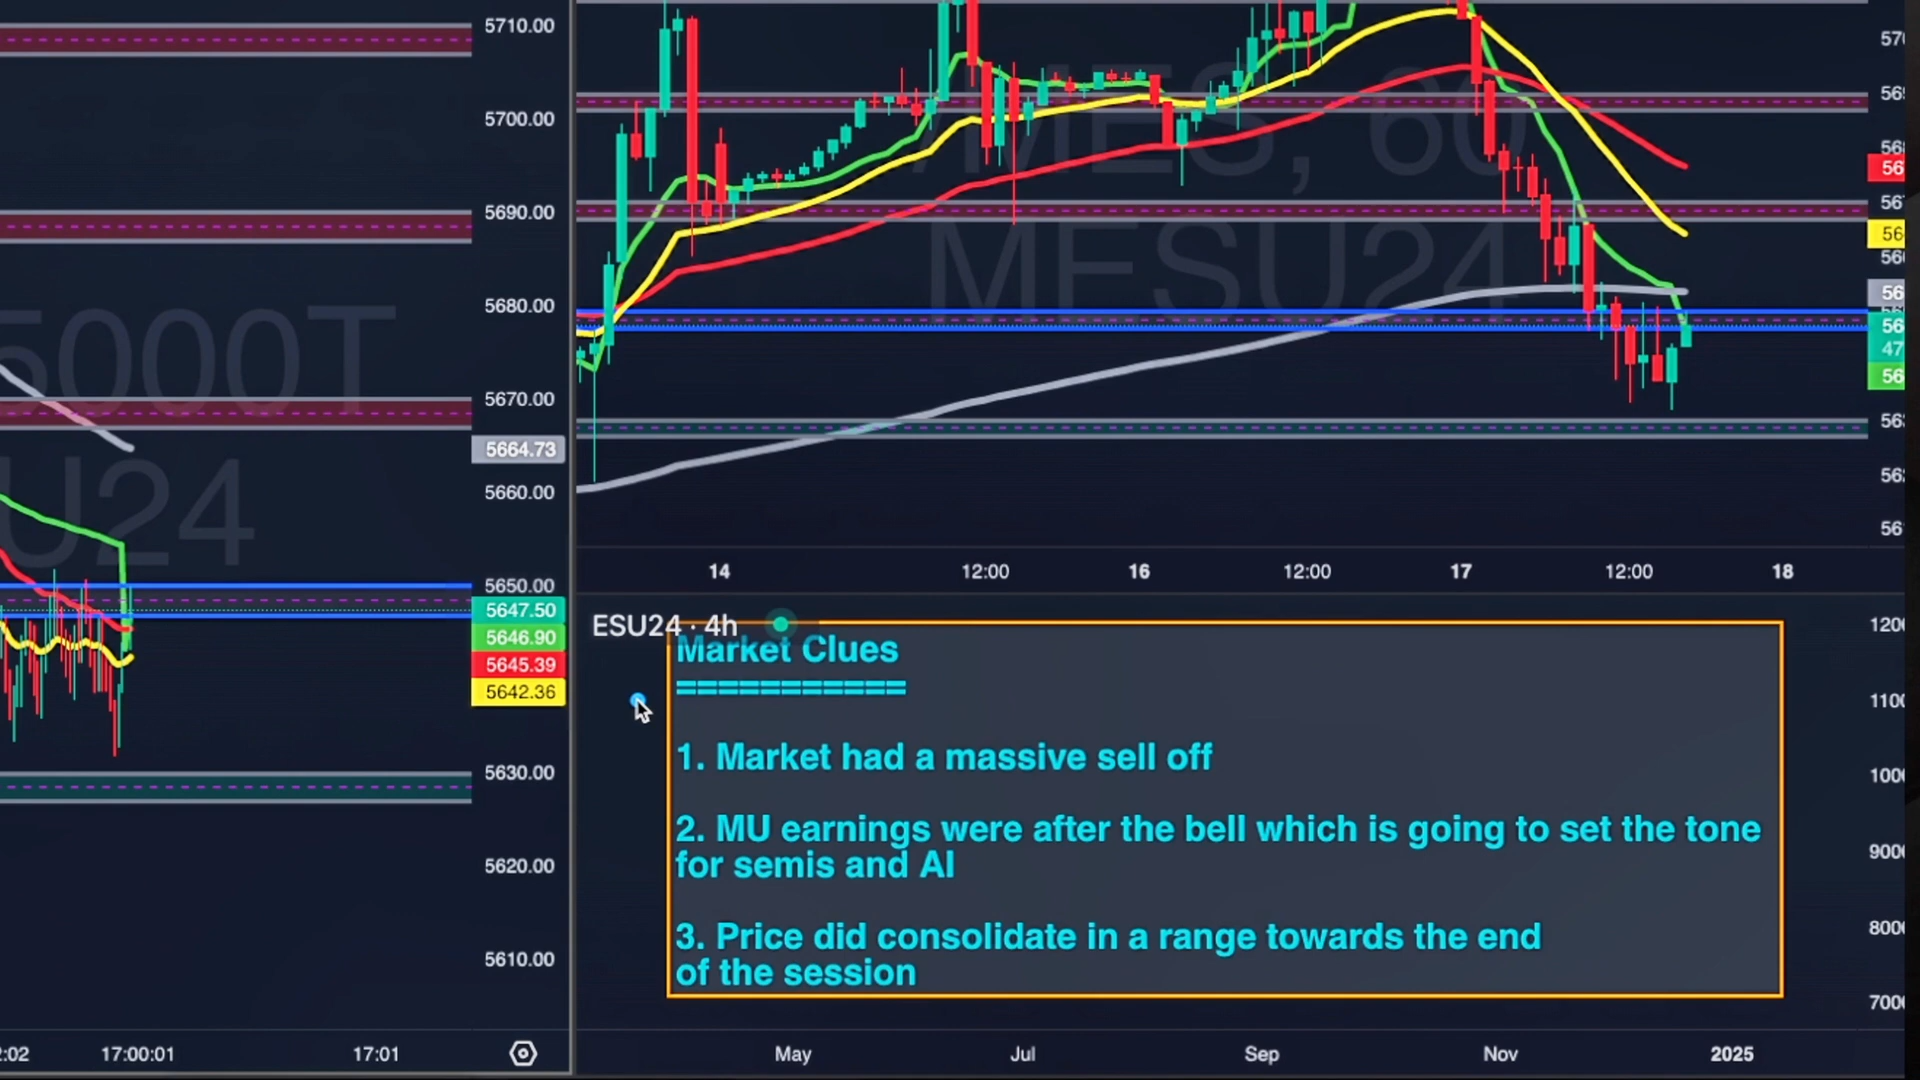 5710.00
5700.00
5690.00
5680.00
5670.00
5664.73
5660.00
5650.00
5647.50
5646.90
5645.39
5642.36
5630.00
5620.00
5610.00
5000T
U24
:02
17:00:01
17:01
/MES, 60
MESU24
14
12:00
16
12:00
17
12:00
18
ESU24 · 4h
Market Clues
===========
1. Market had a massive sell off
2. MU earnings were after the bell which is going to set the tone
for semis and AI
3. Price did consolidate in a range towards the end
of the session
May
Jul
Sep
Nov
2025